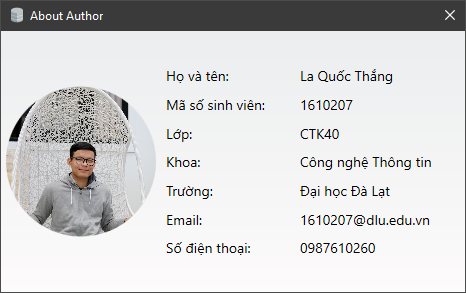 About Author
Họ và tên: La Quốc Thắng
Mã số sinh viên: 1610207
Lớp: CTK40
Khoa: Công nghệ Thông tin
Trường: Đại học Đà Lạt
Email: 1610207@dlu.edu.vn
Số điện thoại: 0987610260